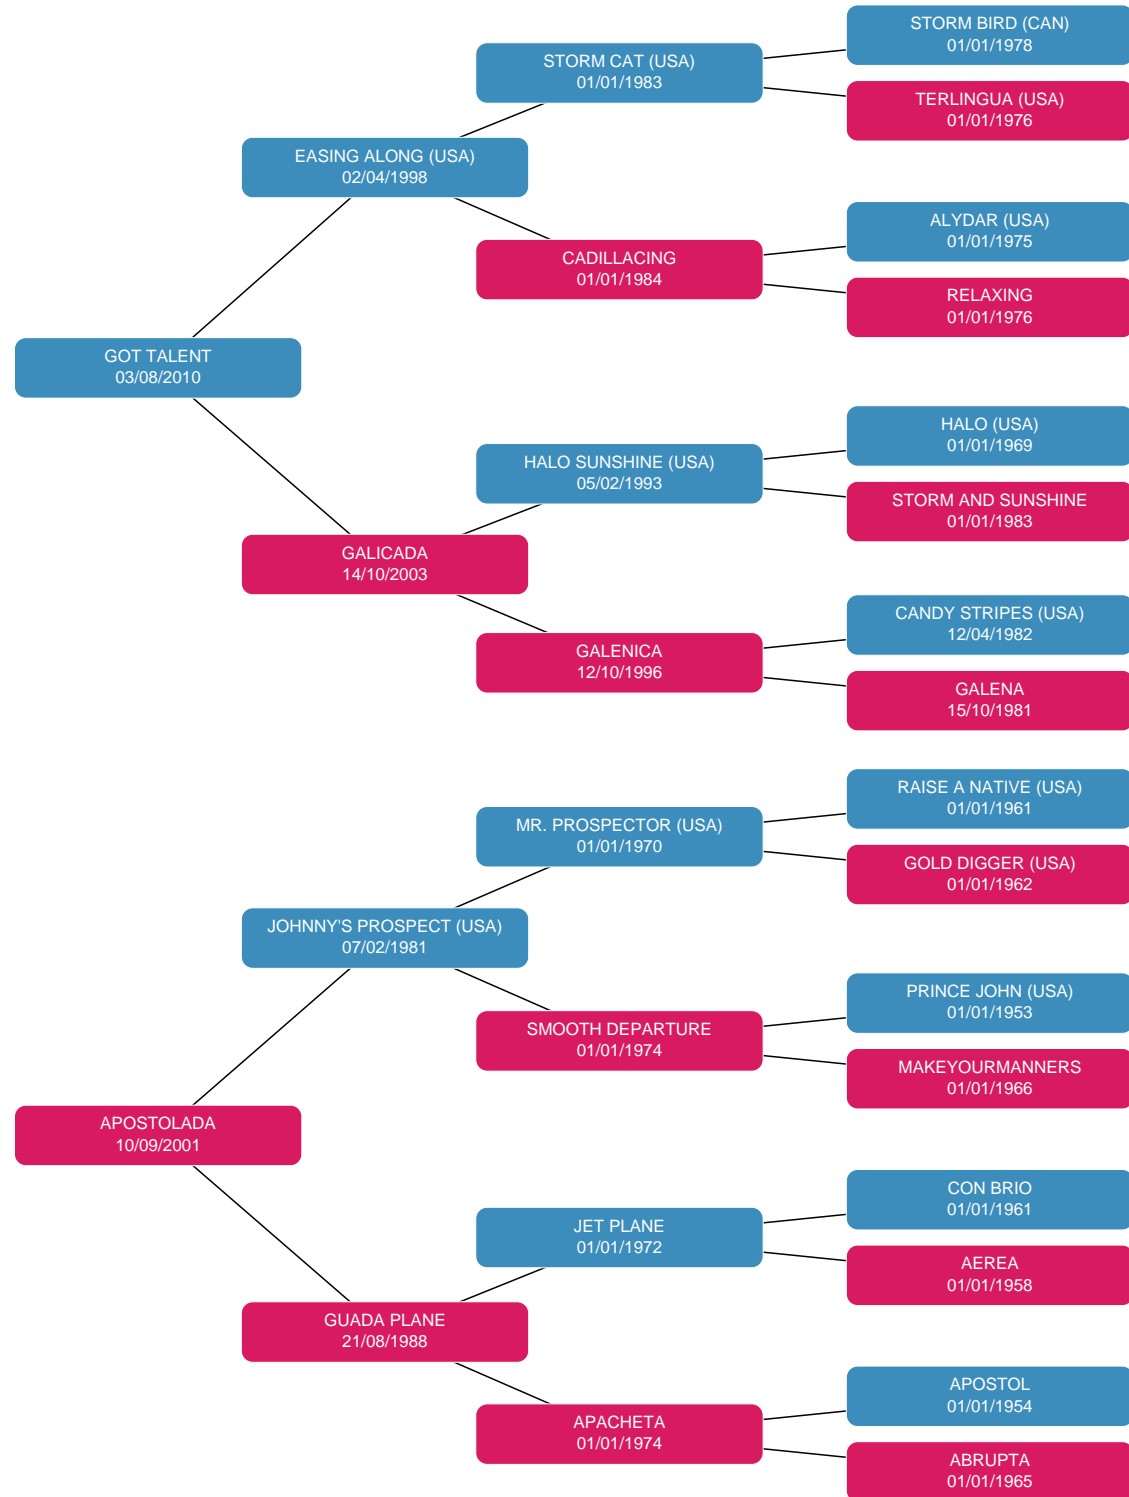 STORM BIRD (CAN)
01/01/1978
STORM CAT (USA)
01/01/1983
TERLINGUA (USA)
01/01/1976
EASING ALONG (USA)
02/04/1998
ALYDAR (USA)
01/01/1975
CADILLACING
01/01/1984
RELAXING
01/01/1976
GOT TALENT
03/08/2010
HALO (USA)
01/01/1969
HALO SUNSHINE (USA)
05/02/1993
STORM AND SUNSHINE
01/01/1983
GALICADA
14/10/2003
CANDY STRIPES (USA)
12/04/1982
GALENICA
12/10/1996
GALENA
15/10/1981
RAISE A NATIVE (USA)
01/01/1961
MR. PROSPECTOR (USA)
01/01/1970
GOLD DIGGER (USA)
01/01/1962
JOHNNY'S PROSPECT (USA)
07/02/1981
PRINCE JOHN (USA)
01/01/1953
SMOOTH DEPARTURE
01/01/1974
MAKEYOURMANNERS
01/01/1966
APOSTOLADA
10/09/2001
CON BRIO
01/01/1961
JET PLANE
01/01/1972
AEREA
01/01/1958
GUADA PLANE
21/08/1988
APOSTOL
01/01/1954
APACHETA
01/01/1974
ABRUPTA
01/01/1965